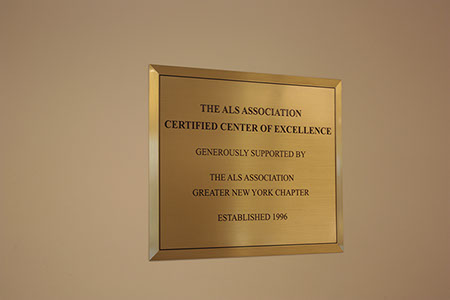 THE ALS ASSOCIATION
CERTIFIED CENTER OF EXCELLENCE
GENEROUSLY SUPPORTED BY
THE ALS ASSOCIATION
GREATER NEW YORK CHAPTER
ESTABLISHED 1996